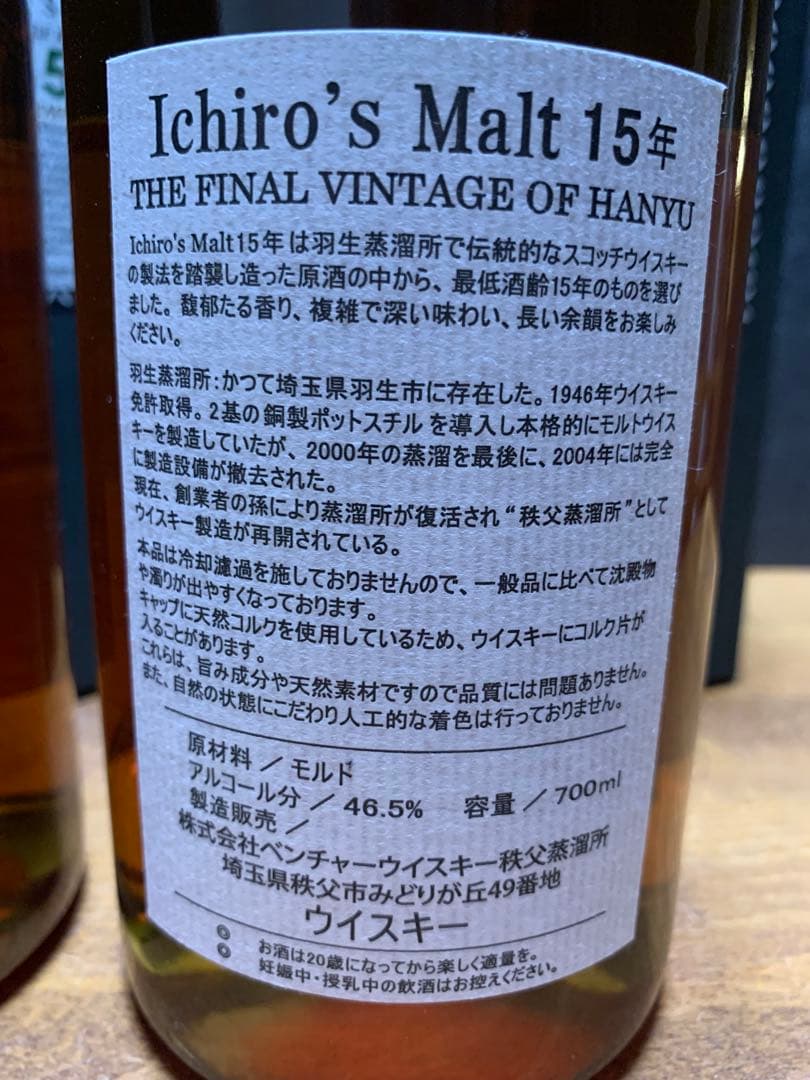 Ichiro's Malt 15年
THE FINAL VINTAGE OF HANYU
Ichiro's Malt15年は羽生蒸溜所で伝統的なスコッチウイスキー
の製法を踏襲し造った原酒の中から、最低酒齢15年のものを選び
ました。馥郁たる香り、複雑で深い味わい、長い余韻をお楽しみ
ください。
羽生蒸溜所：かつて埼玉県羽生市に存在した。1946年ウイスキー
免許取得。2基の銅製ポットスチル を導入し本格的にモルトウイス
キーを製造していたが、2000年の蒸溜を最後に、2004年には完全
に製造設備が撤去された。
現在、創業者の孫により蒸溜所が復活され“秩父蒸溜所”として
ウイスキー製造が再開されている。
本品は冷却濾過を施しておりませんので、一般品に比べて沈殿物
や濁りが出やすくなっております。
キャップに天然コルクを使用しているため、ウイスキーにコルク片が
入ることがあります。
これらは、旨み成分や天然素材ですので品質には問題ありません。
また、自然の状態にこだわり人工的な着色は行っておりません。
原材料／モルト
アルコール分／46.5% 容量／700ml
製造販売／
株式会社ベンチャーウイスキー秩父蒸溜所
埼玉県秩父市みどりが丘49番地
ウイスキー
◎ お酒は20歳になってから楽しく適量を。
◎ 妊娠中・授乳中の飲酒はお控えください。
5